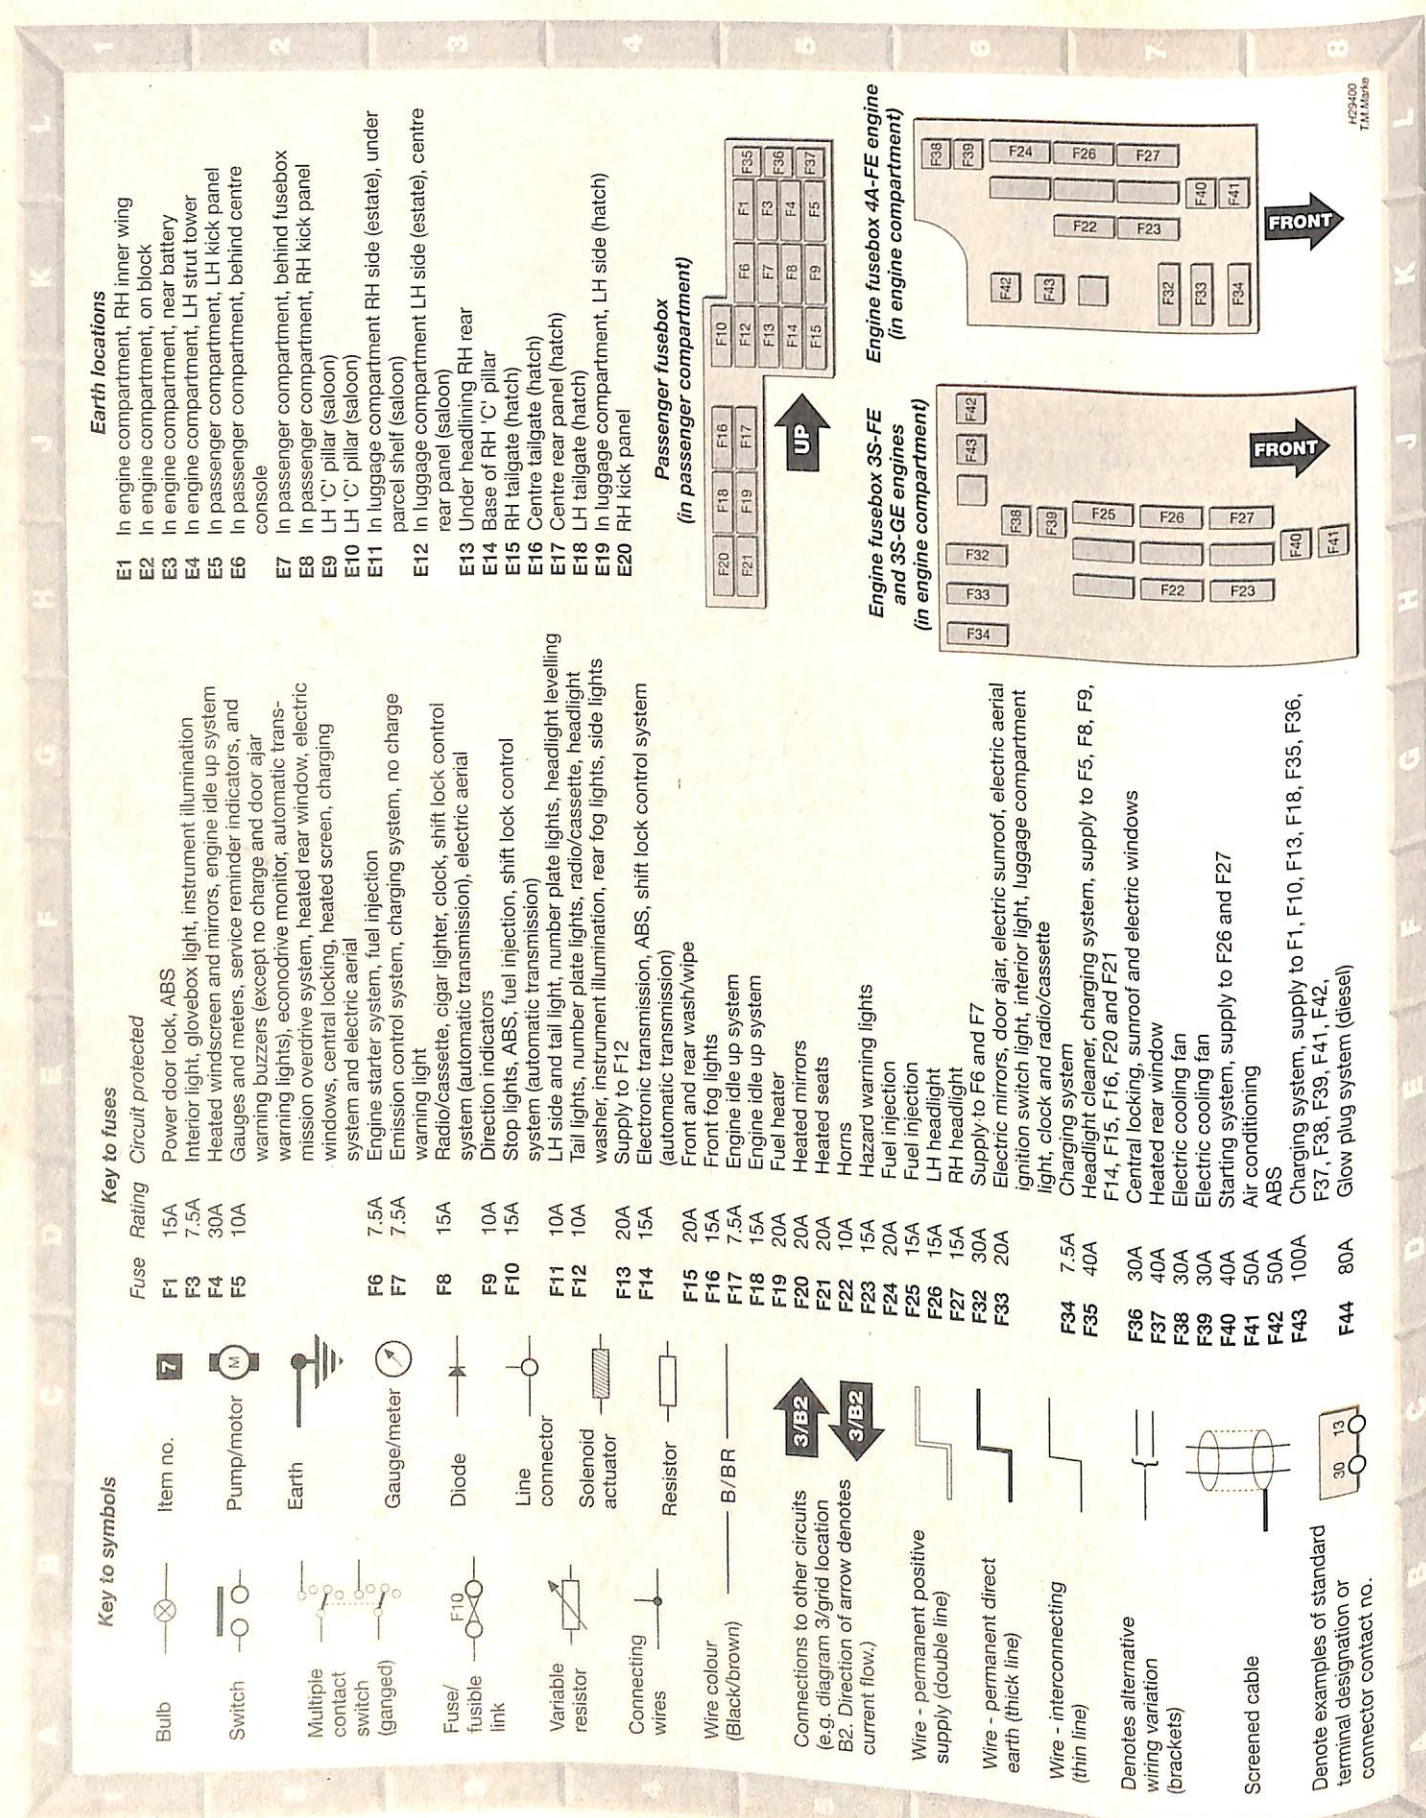 Key to symbols
Bulb
Item no.
7
Switch
Pump/motor
M
Multiple
contact
switch
(ganged)
Earth
Gauge/meter
Fuse/
fusible
link
F10
Diode
Line
connector
Variable
resistor
Solenoid
actuator
Connecting
wires
Resistor
Wire colour
(Black/brown)
B/BR
Connections to other circuits
(e.g. diagram 3/grid location
B2. Direction of arrow denotes
current flow.)
3/B2
3/B2
Wire - permanent positive
supply (double line)
Wire - permanent direct
earth (thick line)
Wire - interconnecting
(thin line)
Denotes alternative
wiring variation
(brackets)
Screened cable
Denote examples of standard
terminal designation or
connector contact no.
30 13
Key to fuses
Fuse Rating Circuit protected
F1 15A Power door lock, ABS
F3 7.5A Interior light, glovebox light, instrument illumination
F4 30A Heated windscreen and mirrors, engine idle up system
F5 10A Gauges and meters, service reminder indicators, and
warning buzzers (except no charge and door ajar
warning lights), econodrive monitor, automatic trans-
mission overdrive system, heated rear window, electric
windows, central locking, heated screen, charging
system and electric aerial
F6 7.5A Engine starter system, fuel injection
F7 7.5A Emission control system, charging system, no charge
warning light
F8 15A Radio/cassette, cigar lighter, clock, shift lock control
system (automatic transmission), electric aerial
F9 10A Direction indicators
F10 15A Stop lights, ABS, fuel injection, shift lock control
system (automatic transmission)
F11 10A LH side and tail light, number plate lights, headlight levelling
F12 10A Tail lights, number plate lights, radio/cassette, headlight
washer, instrument illumination, rear fog lights, side lights
F13 20A Supply to F12
F14 15A Electronic transmission, ABS, shift lock control system
(automatic transmission)
F15 20A Front and rear wash/wipe
F16 15A Front fog lights
F17 7.5A Engine idle up system
F18 15A Engine idle up system
F19 20A Fuel heater
F20 20A Heated mirrors
F21 20A Heated seats
F22 10A Horns
F23 15A Hazard warning lights
F24 20A Fuel injection
F25 15A Fuel injection
F26 15A LH headlight
F27 15A RH headlight
F32 30A Supply to F6 and F7
F33 20A Electric mirrors, door ajar, electric sunroof, electric aerial
ignition switch light, interior light, luggage compartment
light, clock and radio/cassette
F34 7.5A Charging system
F35 40A Headlight cleaner, charging system, supply to F5, F8, F9,
F14, F15, F16, F20 and F21
F36 30A Central locking, sunroof and electric windows
F37 40A Heated rear window
F38 30A Electric cooling fan
F39 30A Electric cooling fan
F40 40A Starting system, supply to F26 and F27
F41 50A Air conditioning
F42 50A ABS
F43 100A Charging system, supply to F1, F10, F13, F18, F35, F36,
F37, F38, F39, F41, F42,
F44 80A Glow plug system (diesel)
Earth locations
E1 In engine compartment, RH inner wing
E2 In engine compartment, on block
E3 In engine compartment, near battery
E4 In engine compartment, LH strut tower
E5 In passenger compartment, LH kick panel
E6 In passenger compartment, behind centre
console
E7 In passenger compartment, behind fusebox
E8 In passenger compartment, RH kick panel
E9 LH 'C' pillar (saloon)
E10 LH 'C' pillar (saloon)
E11 In luggage compartment RH side (estate), under
parcel shelf (saloon)
E12 In luggage compartment LH side (estate), centre
rear panel (saloon)
E13 Under headlining RH rear
E14 Base of RH 'C' pillar
E15 RH tailgate (hatch)
E16 Centre tailgate (hatch)
E17 Centre rear panel (hatch)
E18 LH tailgate (hatch)
E19 In luggage compartment, LH side (hatch)
E20 RH kick panel
Passenger fusebox
(in passenger compartment)
F20 F18 F16 F10
F21 F19 F17 F12 F6 F1 F35
F13 F7 F3 F36
F14 F8 F4
F15 F9 F5 F37
UP
Engine fusebox 3S-FE
and 3S-GE engines
(in engine compartment)
F34 F33 F32 F43 F42
F38
F39
F25
F22 F26
F23 F27
F40
F41
FRONT
Engine fusebox 4A-FE engine
(in engine compartment)
F38
F39
F42 F24
F43 F22 F26
F32 F23 F27
F33 F40
F34 F41
FRONT
H29400
T.M.Marke
1 2 3 4 5 6 7 8
A B C D E F G H J K L
1 2 3 4 5
A B C D E F G H J K L